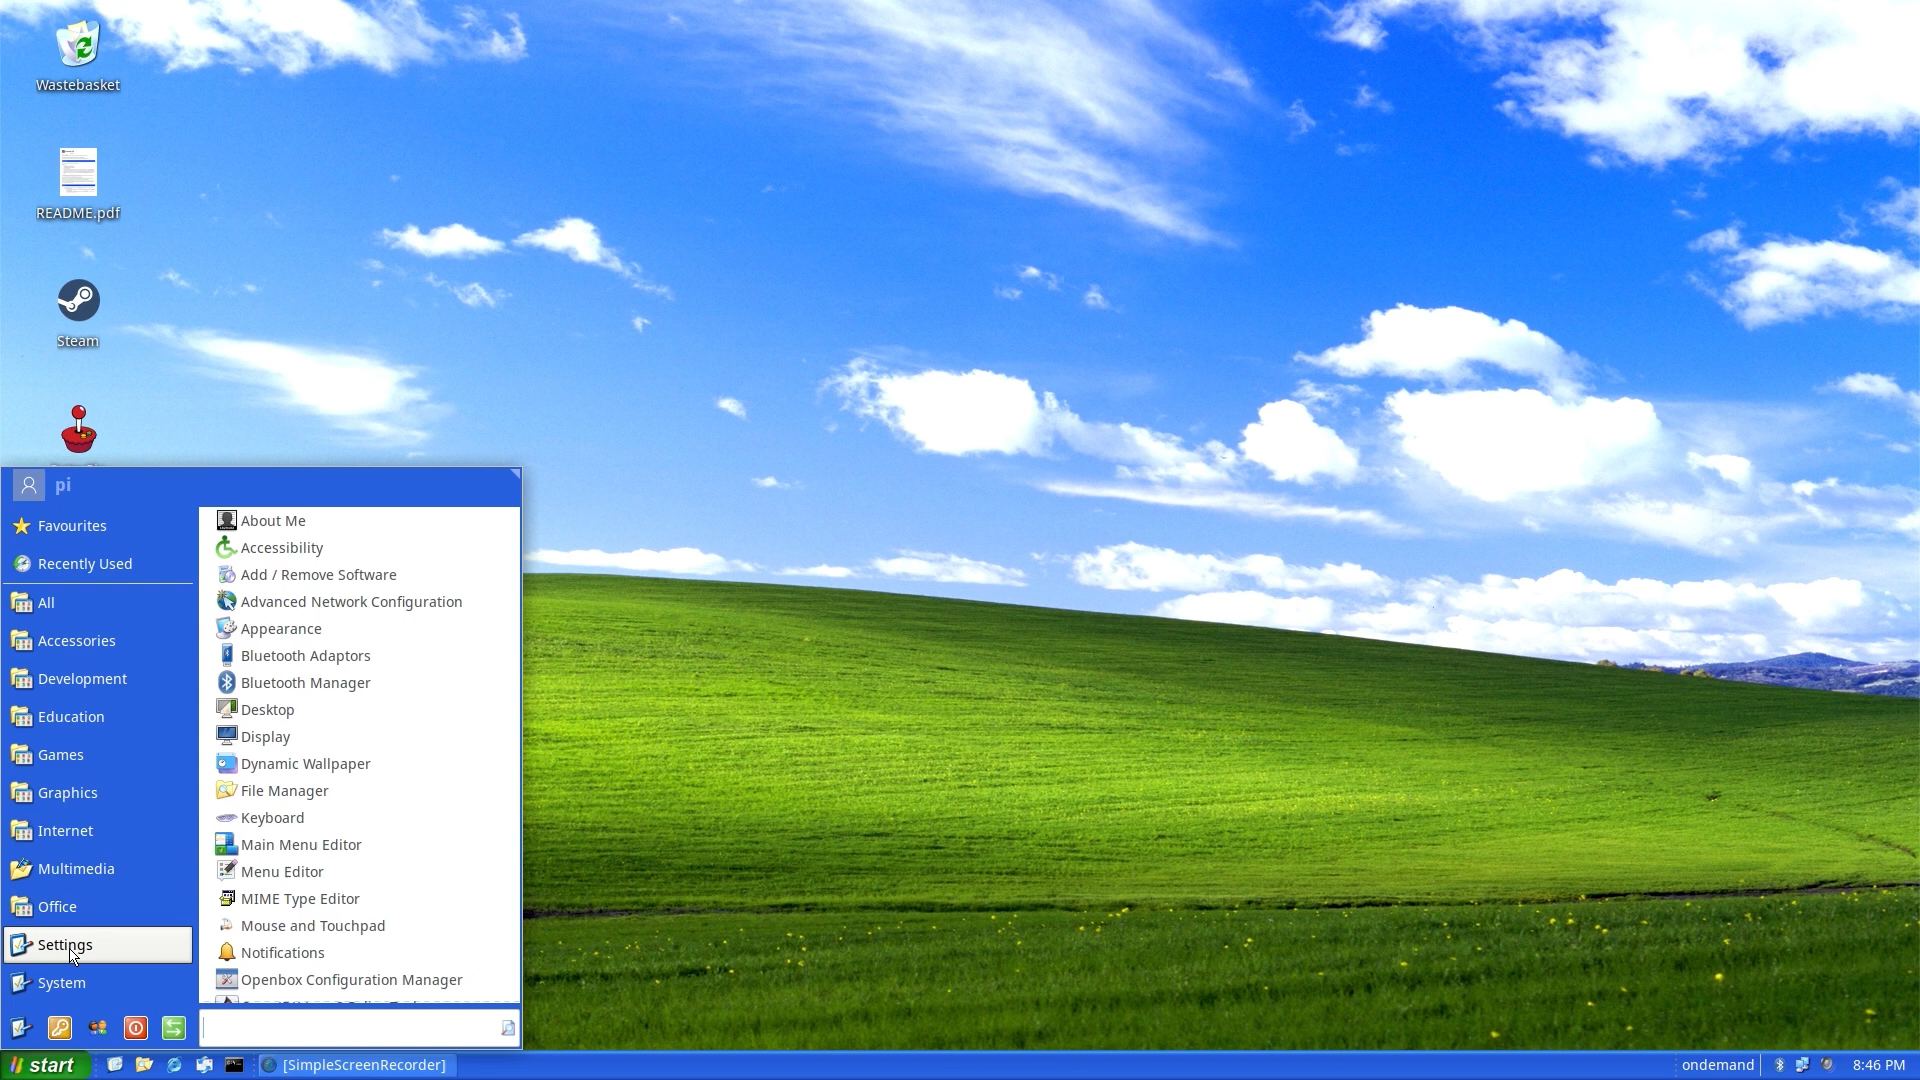 Wastebasket
README.pdf
Steam
pi
Favourites
Recently Used
All
Accessories
Development
Education
Games
Graphics
Internet
Multimedia
Office
Settings
System
About Me
Accessibility
Add / Remove Software
Advanced Network Configuration
Appearance
Bluetooth Adaptors
Bluetooth Manager
Desktop
Display
Dynamic Wallpaper
File Manager
Keyboard
Main Menu Editor
Menu Editor
MIME Type Editor
Mouse and Touchpad
Notifications
Openbox Configuration Manager
start
[SimpleScreenRecorder]
ondemand
8:46 PM